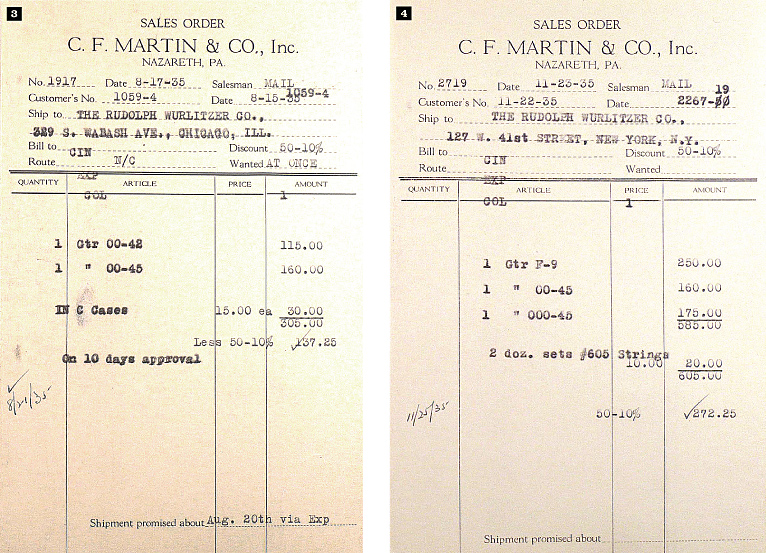 3
SALES ORDER
C. F. MARTIN & CO., Inc.
NAZARETH, PA.
No. 1917 Date 8-17-35 Salesman MAIL
Customer's No. 1059-4 Date 8-15-35 1059-4
Ship to THE RUDOLPH WURLITZER CO.,
329 S. WABASH AVE., CHICAGO, ILL.
Bill to CIN Discount 50-10%
Route N/C Wanted AT ONCE
EXP
QUANTITY ARTICLE PRICE AMOUNT
COL 1
1 Gtr 00-42 115.00
1 " 00-45 160.00
IN C Cases 15.00 ea 30.00
305.00
Less 50-10% 137.25
On 10 days approval
8/21/35
Shipment promised about Aug. 20th via Exp
4
SALES ORDER
C. F. MARTIN & CO., Inc.
NAZARETH, PA.
No. 2719 Date 11-23-35 Salesman MAIL
Customer's No. 11-22-35 Date 2267- 19
Ship to THE RUDOLPH WURLITZER CO.,
127 W. 41st STREET, NEW YORK, N.Y.
Bill to CIN Discount 50-10%
Route Wanted
EXP
QUANTITY ARTICLE PRICE AMOUNT
COL 1
1 Gtr F-9 250.00
1 " 00-45 160.00
1 " 000-45 175.00
585.00
2 doz. sets #605 Strings
10.00 20.00
605.00
11/25/35
50-10% 272.25
Shipment promised about